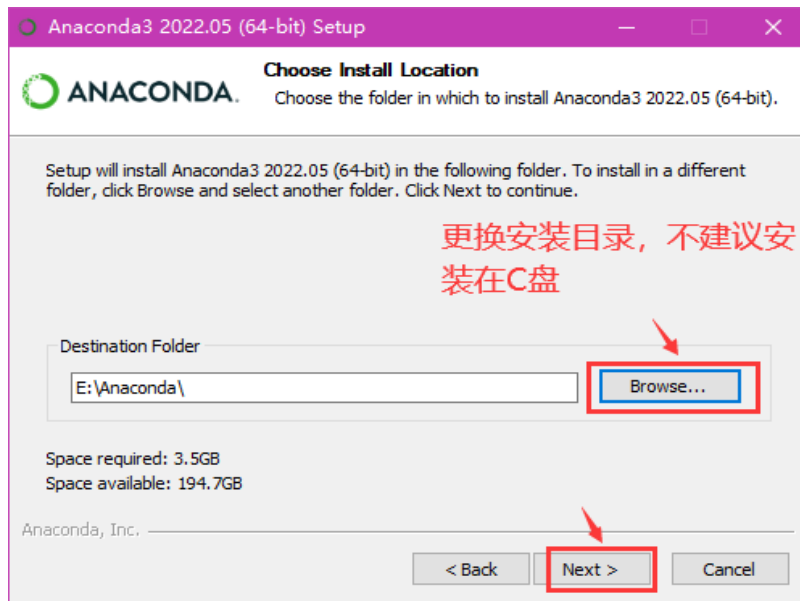 Anaconda3 2022.05 (64-bit) Setup
ANACONDA.
Choose Install Location
Choose the folder in which to install Anaconda3 2022.05 (64-bit).
Setup will install Anaconda3 2022.05 (64-bit) in the following folder. To install in a different
folder, click Browse and select another folder. Click Next to continue.
更换安装目录，不建议安
装在C盘
Destination Folder
E:\Anaconda\
Browse...
Space required: 3.5GB
Space available: 194.7GB
Anaconda, Inc.
< Back
Next >
Cancel